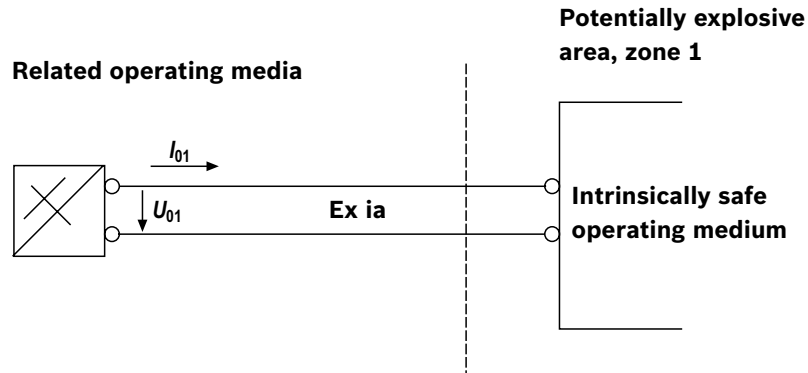 Potentially explosive
area, zone 1
Related operating media
I01
U01
Ex ia
Intrinsically safe
operating medium